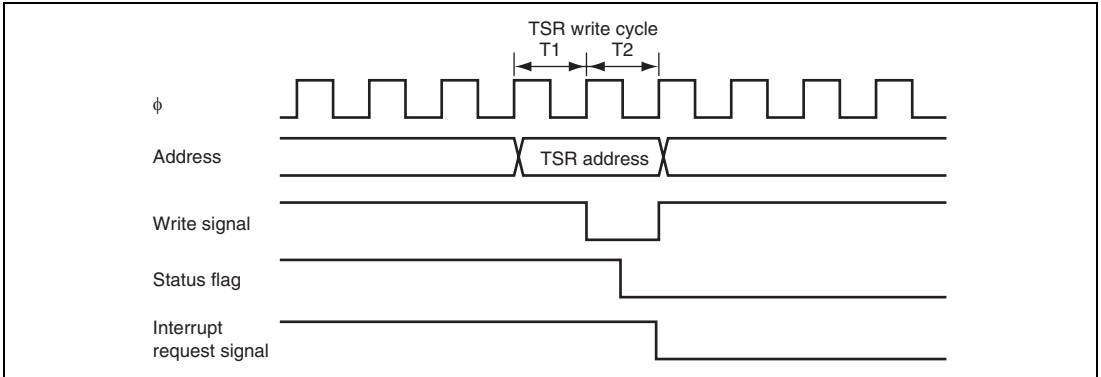 TSR write cycle
T1 T2
φ
Address
TSR address
Write signal
Status flag
Interrupt
request signal